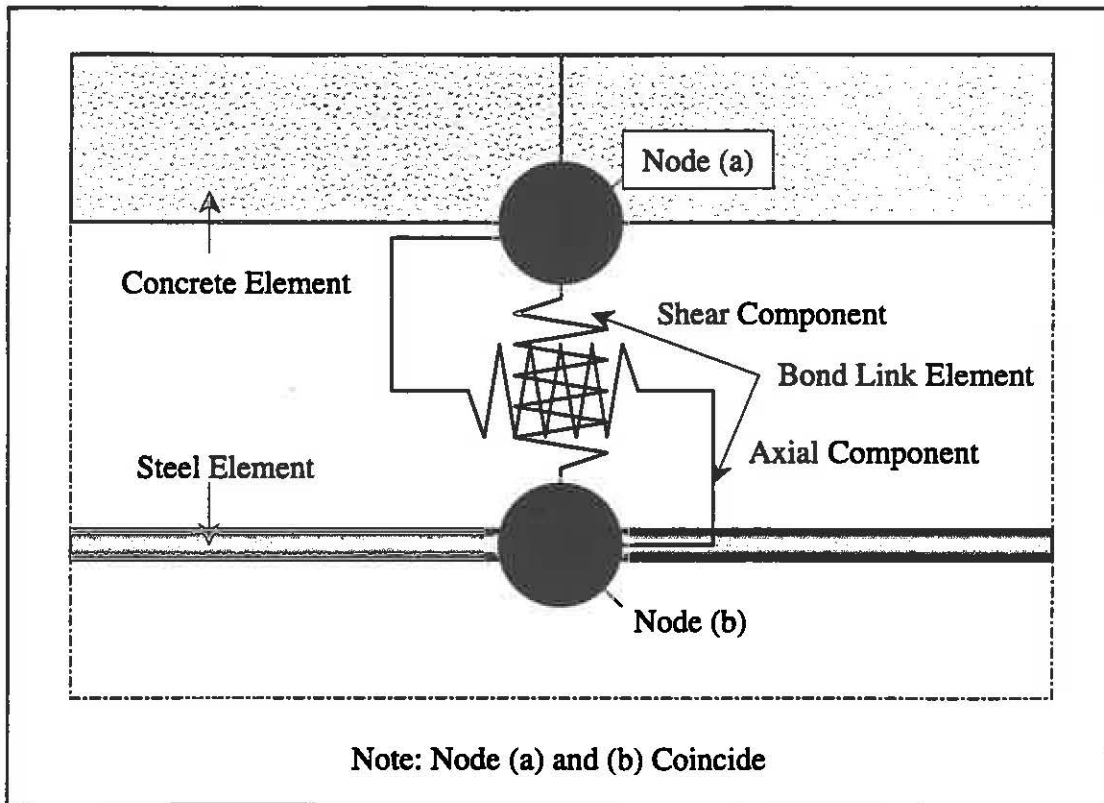 Node (a)
Concrete Element
Shear Component
Bond Link Element
Steel Element
Axial Component
Node (b)
Note: Node (a) and (b) Coincide